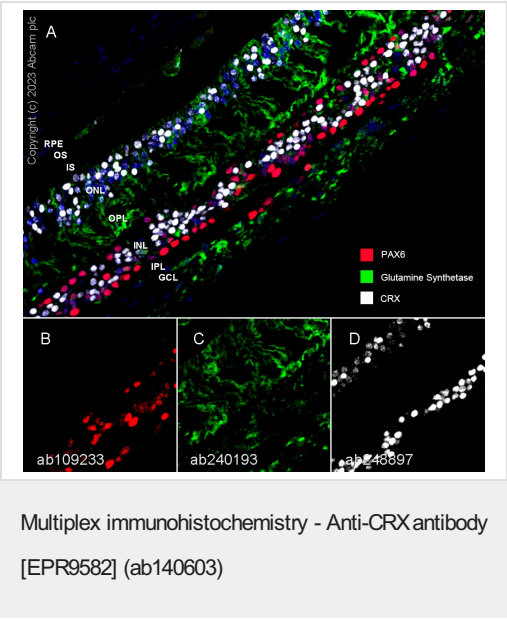 Copyright (c) 2023 Abcam plc
A
RPE
OS
IS
ONL
OPL
INL
IPL
GCL
PAX6
Glutamine Synthetase
CRX
B
C
D
ab109233
ab240193
ab248897
Multiplex immunohistochemistry - Anti-CRX antibody
[EPR9582] (ab140603)